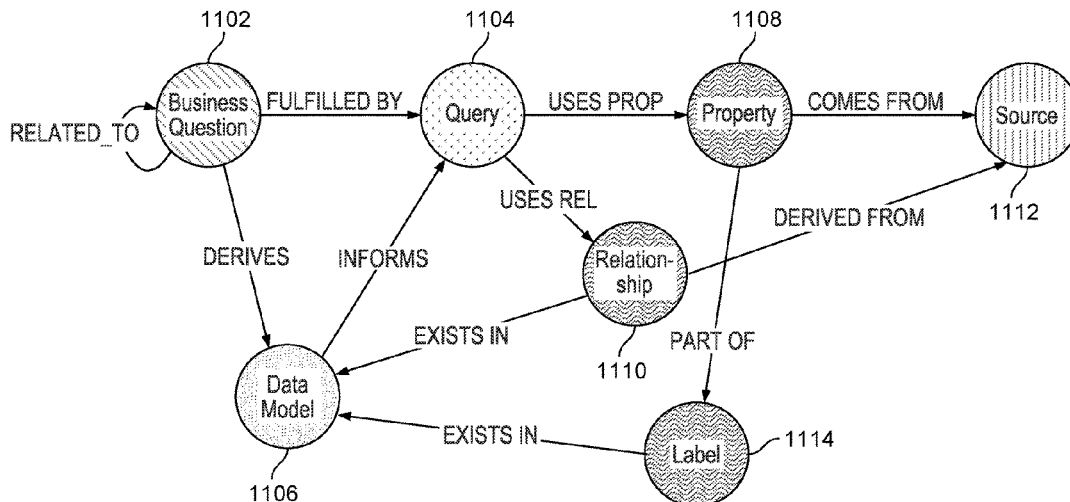 1102
1104
1108
Business
Question
FULFILLED BY
Query
USES PROP
Property
COMES FROM
Source
RELATED_TO
1112
USES REL
DERIVED FROM
DERIVES
INFORMS
Relation-
ship
EXISTS IN
1110
PART OF
Data
Model
EXISTS IN
Label
1114
1106